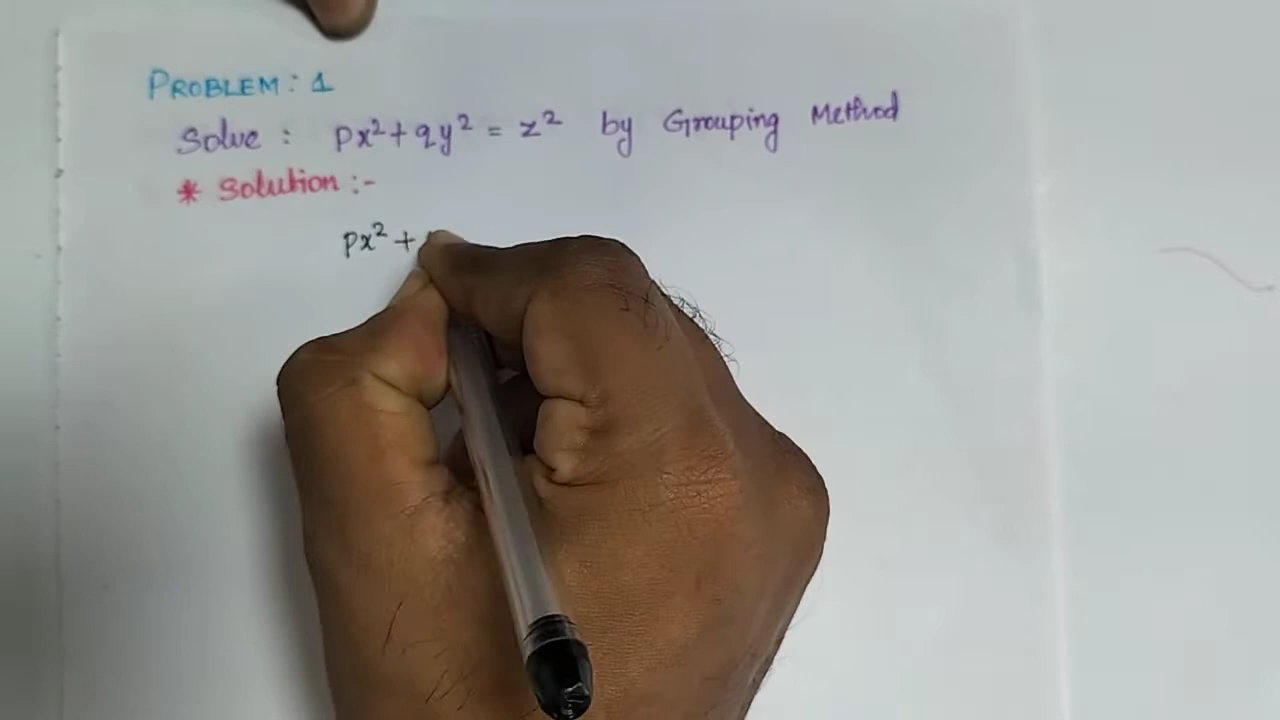 PROBLEM: 1
Solve : px² + qy² = z² by Grouping Method
* Solution :-
px² +